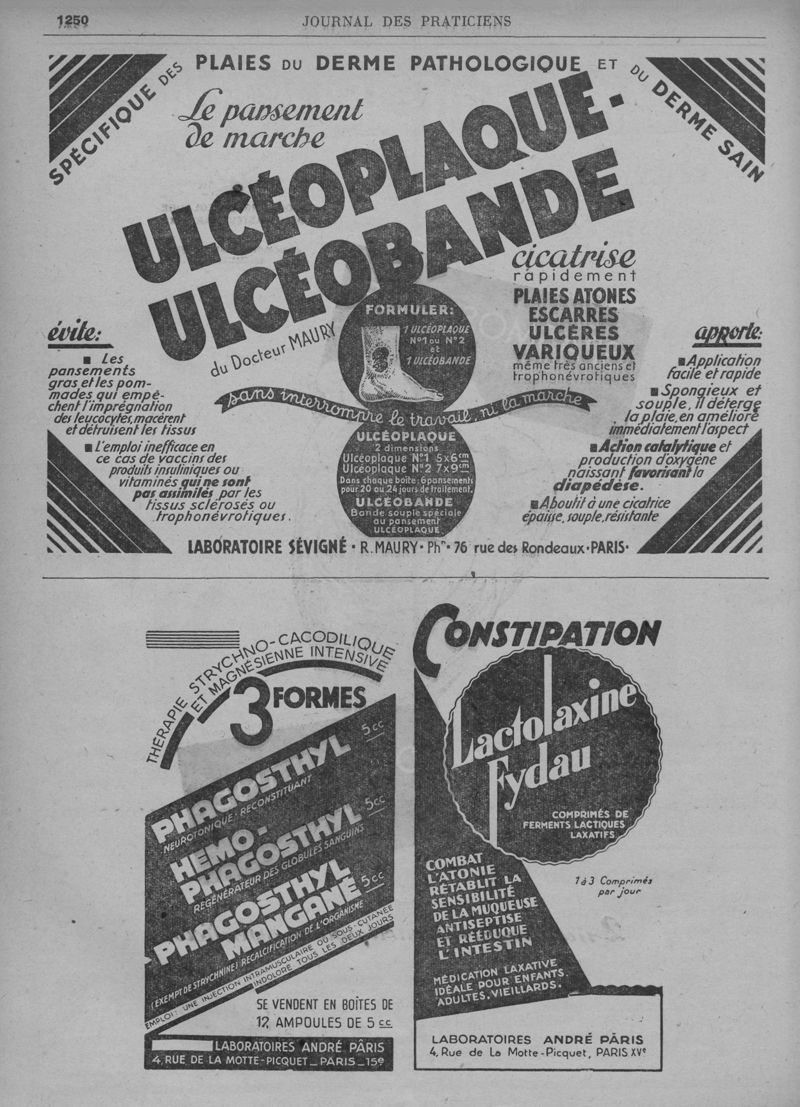 1250
JOURNAL DES PRATICIENS
SPÉCIFIQUE DES PLAIES DU DERME PATHOLOGIQUE ET DU DERME SAIN
Le pansement
de marche
ULCÉOPLAQUE-
ULCÉOBANDE
du Docteur MAURY
cicatrise
rapidement
PLAIES ATONES
ESCARRES
ULCÈRES
VARIQUEUX
même très anciens et
trophonévrotiques
FORMULER:
1 ULCÉOPLAQUE
N°1 ou N°2
et
1 ULCÉOBANDE
évite:
■ Les
pansements
gras et les pom-
mades qui empê-
chent l'imprégnation
des leucocytes, macèrent
et détruisent les tissus
■ L'emploi inefficace en
ce cas de vaccins des
produits insuliniques ou
vitaminés qui ne sont
pas assimilés par les
tissus sclérosés ou
trophonévrotiques.
sans interrompre le travail, ni la marche
ULCÉOPLAQUE
2 dimensions
Ulcéoplaque N°1 5x6cm
Ulcéoplaque N°2 7x9cm
Dans chaque boîte: 6 pansements
pour 20 ou 24 jours de traitement.
ULCÉOBANDE
Bande souple spéciale
au pansement
ULCÉOPLAQUE
apporte:
■ Application
facile et rapide
■ Spongieux et
souple, il déterge
la plaie, en améliore
immédiatement l'aspect
■ Action catalytique et
production d'oxygène
naissant favorisant la
diapédèse.
■ Aboutit à une cicatrice
épaisse, souple, résistante
LABORATOIRE SÉVIGNÉ • R. MAURY • Phn • 76 rue des Rondeaux • PARIS •
THÉRAPIE STRYCHNO-CACODILIQUE
ET MAGNÉSIENNE INTENSIVE
3 FORMES
PHAGOSTHYL 5cc
NEUROTONIQUE, RECONSTITUANT
HEMO-
PHAGOSTHYL 5cc
RÉGÉNÉRATEUR DES GLOBULES SANGUINS
PHAGOSTHYL
MANGANÉ 5cc
(EXEMPT DE STRYCHNINE) RECALCIFICATION DE L'ORGANISME
EMPLOI: UNE INJECTION INTRAMUSCULAIRE OU SOUS-CUTANÉE
INDOLORE TOUS LES DEUX JOURS
SE VENDENT EN BOÎTES DE
12 AMPOULES DE 5 cc.
LABORATOIRES ANDRÉ PÂRIS
4, RUE DE LA MOTTE-PICQUET _ PARIS _ 15e
CONSTIPATION
Lactolaxine
Fydau
COMPRIMÉS DE
FERMENTS LACTIQUES
LAXATIFS
COMBAT
L'ATONIE
RÉTABLIT LA
SENSIBILITÉ
DE LA MUQUEUSE
ANTISEPTISE
ET RÉÉDUQUE
L'INTESTIN
1 à 3 Comprimés
par jour
MÉDICATION LAXATIVE
IDÉALE POUR ENFANTS.
ADULTES, VIEILLARDS.
LABORATOIRES ANDRÉ PÂRIS
4, Rue de La Motte-Picquet, PARIS XVe